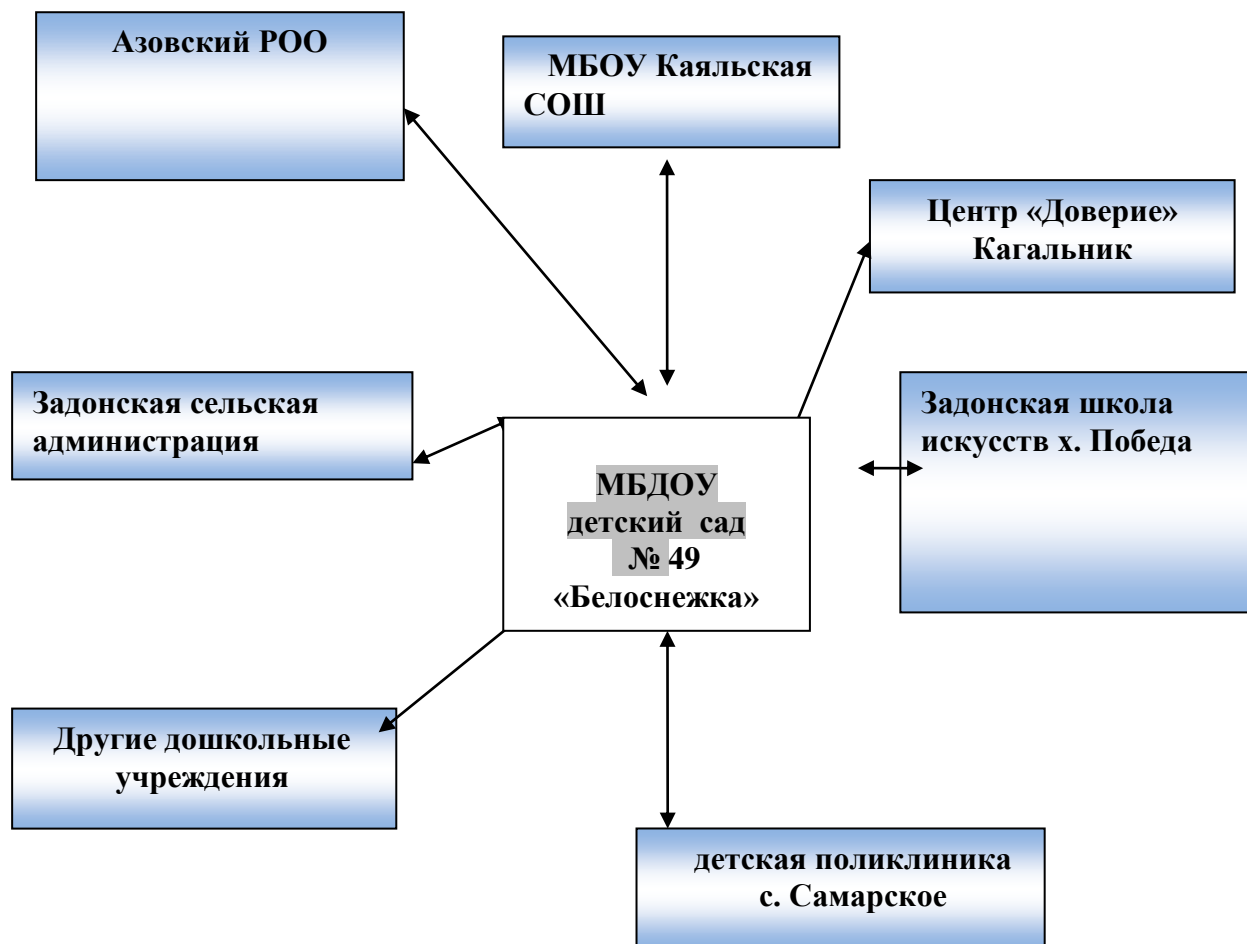 Азовский РОО
МБОУ Каяльская
СОШ
Центр «Доверие»
Кагальник
Задонская сельская
администрация
Задонская школа
искусств х. Победа
МБДОУ
детский сад
№ 49
«Белоснежка»
Другие дошкольные
учреждения
детская поликлиника
с. Самарское